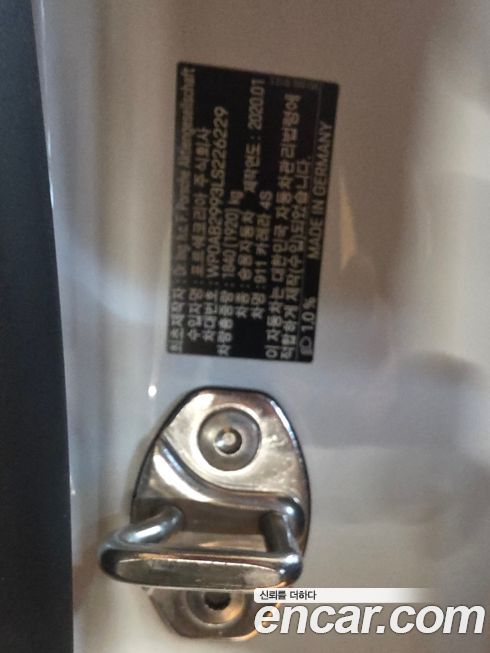 최초제작자: Dr. Ing. h.c. F. Porsche Aktiengesellschaft
수입자명: 포르쉐코리아 주식회사
차대번호: WP0AB2993LS226229
차량총중량: 1840(1920) kg
차종: 승용자동차 제작연도: 2020.01
차명: 911 카레라 4S
이 자동차는 대한민국 자동차관리법령에
적합하게 제작(수입)되었습니다.
MADE IN GERMANY
1.0 %
신뢰를 더하다
encar.com